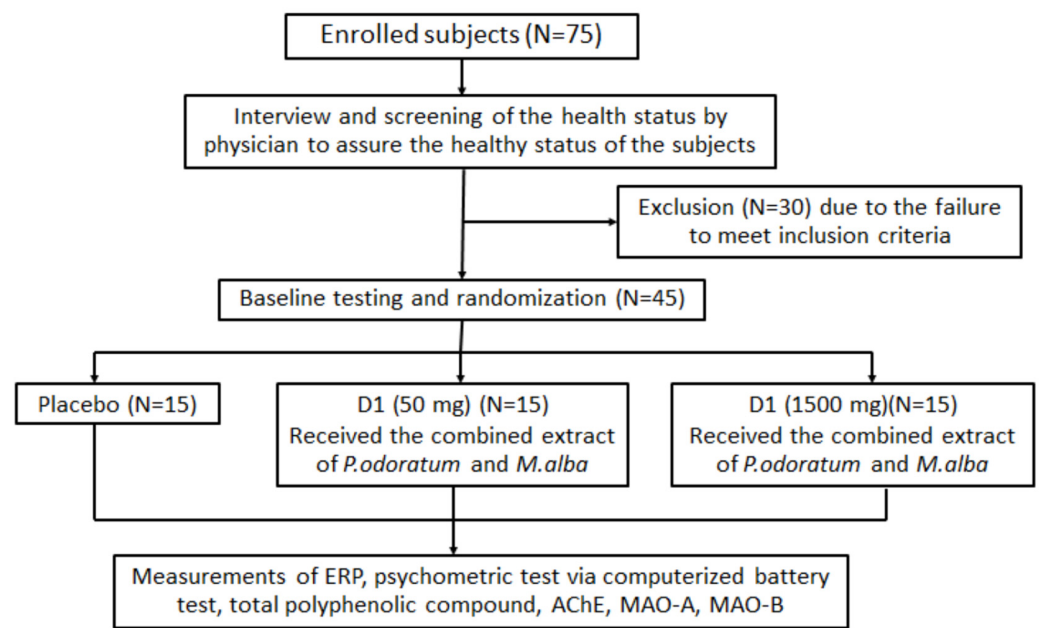 Enrolled subjects (N=75)
Interview and screening of the health status by
physician to assure the healthy status of the subjects
Exclusion (N=30) due to the failure
to meet inclusion criteria
Baseline testing and randomization (N=45)
Placebo (N=15)
D1 (50 mg) (N=15)
Received the combined extract
of P.odoratum and M.alba
D1 (1500 mg)(N=15)
Received the combined extract
of P.odoratum and M.alba
Measurements of ERP, psychometric test via computerized battery
test, total polyphenolic compound, AChE, MAO-A, MAO-B